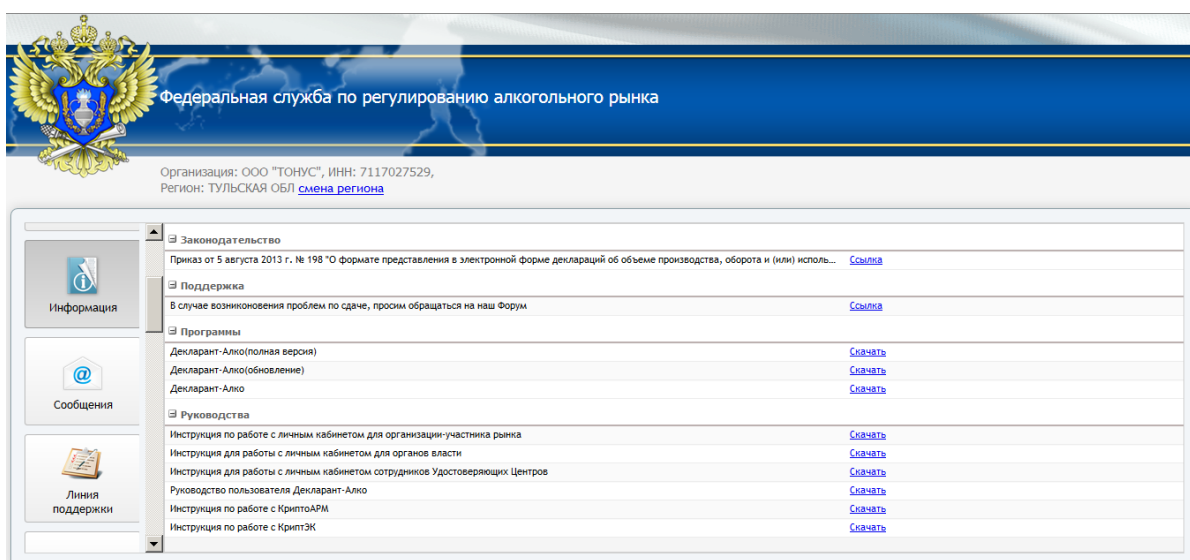 Федеральная служба по регулированию алкогольного рынка
Организация: ООО "ТОНУС", ИНН: 7117027529,
Регион: ТУЛЬСКАЯ ОБЛ смена региона
Информация
Сообщения
Линия
поддержки
Законодательство
Приказ от 5 августа 2013 г. № 198 "О формате представления в электронной форме деклараций об объеме производства, оборота и (или) исполь... Ссылка
Поддержка
В случае возниконовения проблем по сдаче, просим обращаться на наш Форум Ссылка
Программы
Декларант-Алко(полная версия) Скачать
Декларант-Алко(обновление) Скачать
Декларант-Алко Скачать
Руководства
Инструкция по работе с личным кабинетом для организации-участника рынка Скачать
Инструкция для работы с личным кабинетом для органов власти Скачать
Инструкция для работы с личным кабинетом сотрудников Удостоверяющих Центров Скачать
Руководство пользователя Декларант-Алко Скачать
Инструкция по работе с КриптоАРМ Скачать
Инструкция по работе с КриптЭК Скачать